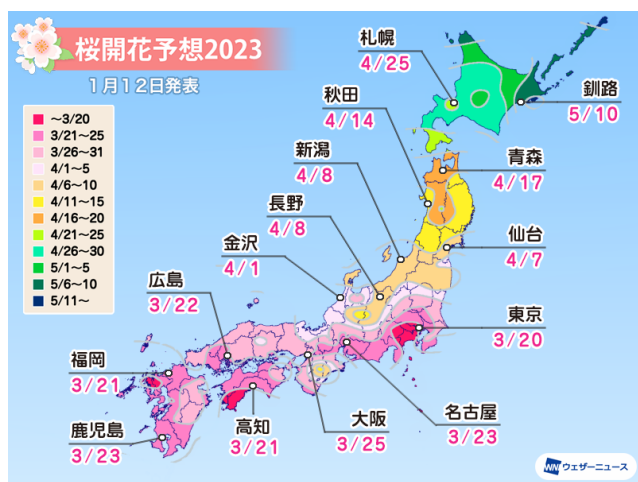 桜開花予想2023
1月12日発表
～3/20
3/21～25
3/26～31
4/1～5
4/6～10
4/11～15
4/16～20
4/21～25
4/26～30
5/1～5
5/6～10
5/11～
札幌
4/25
釧路
5/10
秋田
4/14
青森
4/17
新潟
4/8
長野
4/8
仙台
4/7
金沢
4/1
広島
3/22
東京
3/20
福岡
3/21
鹿児島
3/23
高知
3/21
大阪
3/25
名古屋
3/23
WN ウェザーニュース